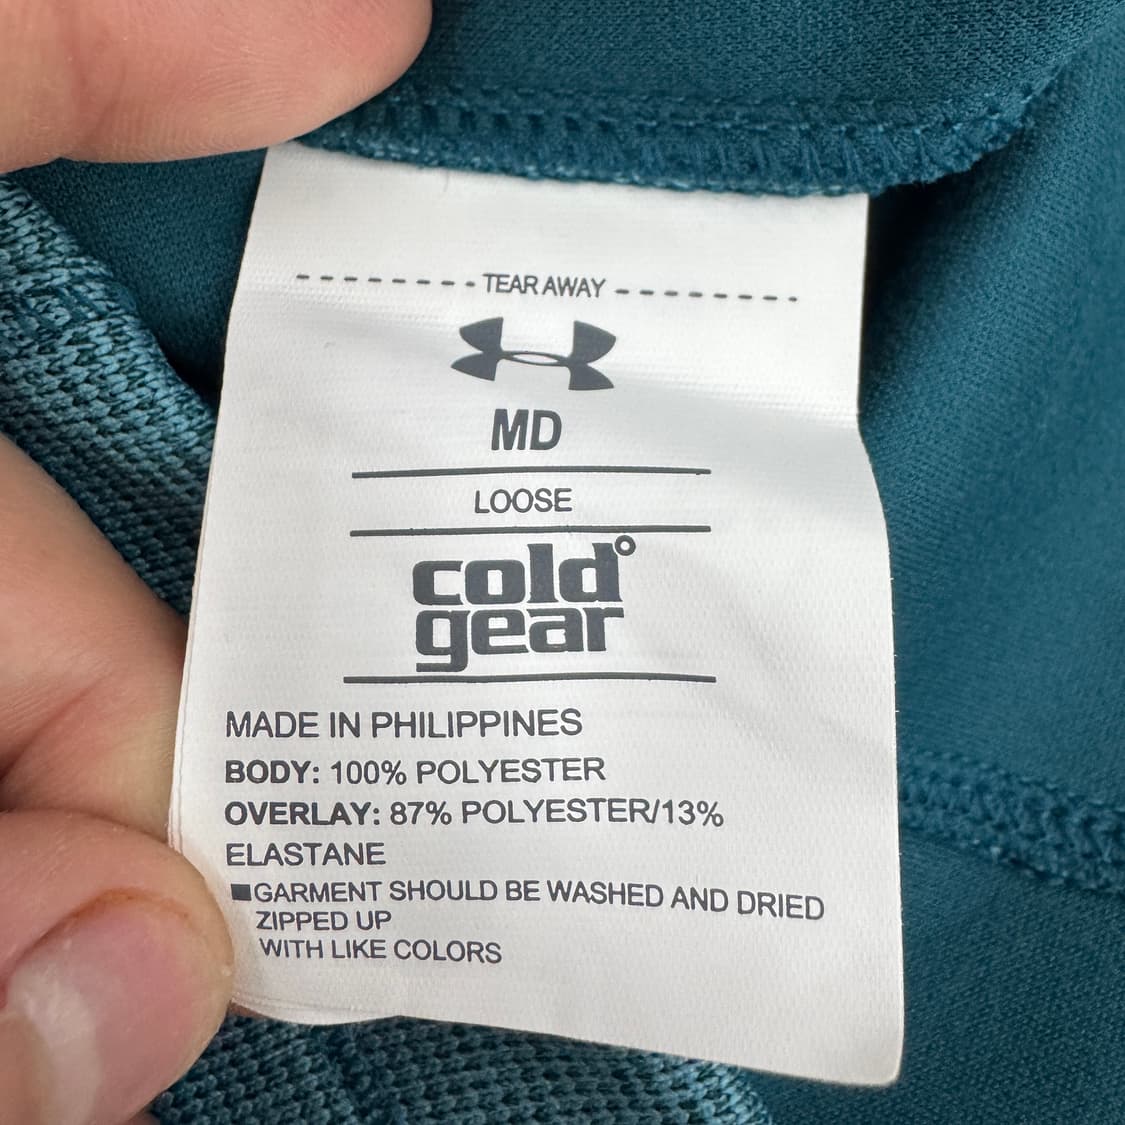 TEAR AWAY
MD
LOOSE
cold°
gear
MADE IN PHILIPPINES
BODY: 100% POLYESTER
OVERLAY: 87% POLYESTER/13%
ELASTANE
■GARMENT SHOULD BE WASHED AND DRIED
ZIPPED UP
WITH LIKE COLORS